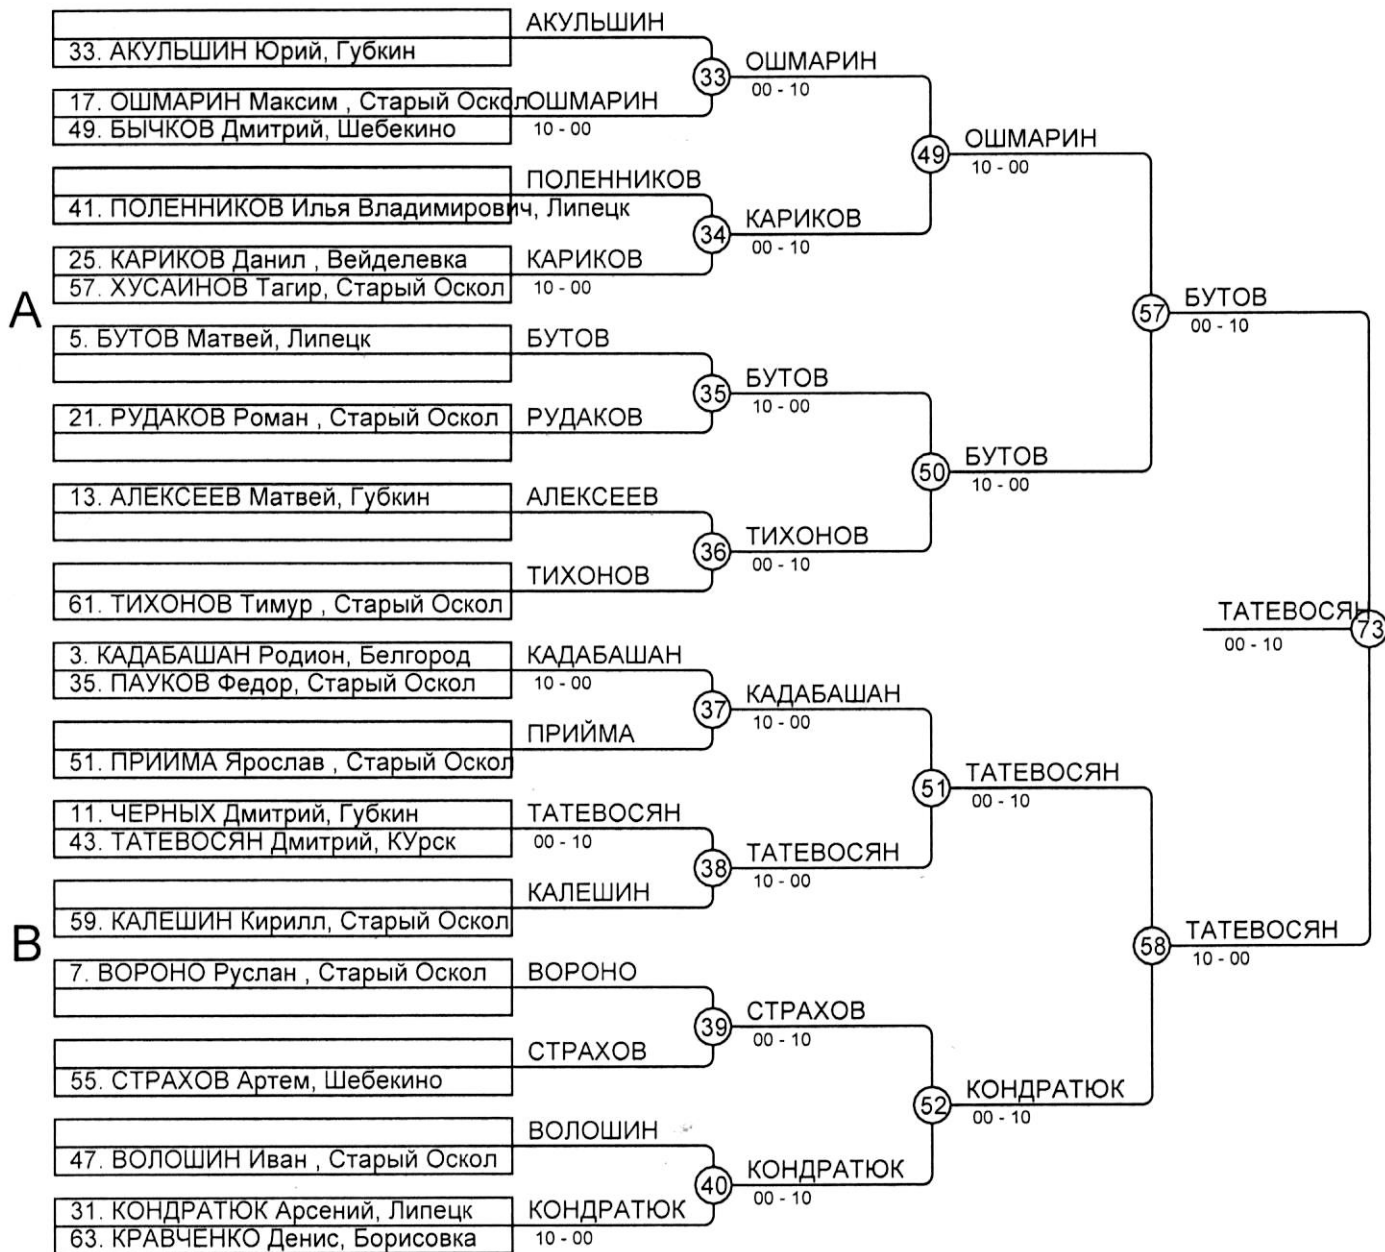 АКУЛЬШИН
33. АКУЛЬШИН Юрий, Губкин
33
ОШМАРИН
00 - 10
17. ОШМАРИН Максим , Старый Оскол
ОШМАРИН
49. БЫЧКОВ Дмитрий, Шебекино
10 - 00
49
ОШМАРИН
10 - 00
ПОЛЕННИКОВ
41. ПОЛЕННИКОВ Илья Владимирович, Липецк
34
КАРИКОВ
00 - 10
25. КАРИКОВ Данил , Вейделевка
КАРИКОВ
57. ХУСАИНОВ Тагир, Старый Оскол
10 - 00
A
57
БУТОВ
00 - 10
5. БУТОВ Матвей, Липецк
БУТОВ
35
БУТОВ
10 - 00
21. РУДАКОВ Роман , Старый Оскол
РУДАКОВ
50
БУТОВ
10 - 00
13. АЛЕКСЕЕВ Матвей, Губкин
АЛЕКСЕЕВ
36
ТИХОНОВ
00 - 10
ТИХОНОВ
61. ТИХОНОВ Тимур , Старый Оскол
ТАТЕВОСЯН
73
00 - 10
3. КАДАБАШАН Родион, Белгород
КАДАБАШАН
35. ПАУКОВ Федор, Старый Оскол
10 - 00
37
КАДАБАШАН
10 - 00
ПРИЙМА
51. ПРИЙМА Ярослав , Старый Оскол
51
ТАТЕВОСЯН
00 - 10
11. ЧЕРНЫХ Дмитрий, Губкин
ТАТЕВОСЯН
43. ТАТЕВОСЯН Дмитрий, КУрск
00 - 10
38
ТАТЕВОСЯН
10 - 00
КАЛЕШИН
59. КАЛЕШИН Кирилл, Старый Оскол
B
58
ТАТЕВОСЯН
10 - 00
7. ВОРОНО Руслан , Старый Оскол
ВОРОНО
39
СТРАХОВ
00 - 10
СТРАХОВ
55. СТРАХОВ Артем, Шебекино
52
КОНДРАТЮК
00 - 10
ВОЛОШИН
47. ВОЛОШИН Иван , Старый Оскол
40
КОНДРАТЮК
00 - 10
31. КОНДРАТЮК Арсений, Липецк
КОНДРАТЮК
63. КРАВЧЕНКО Денис, Борисовка
10 - 00